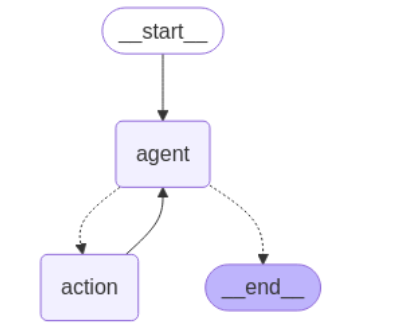 __start__
agent
action
__end__